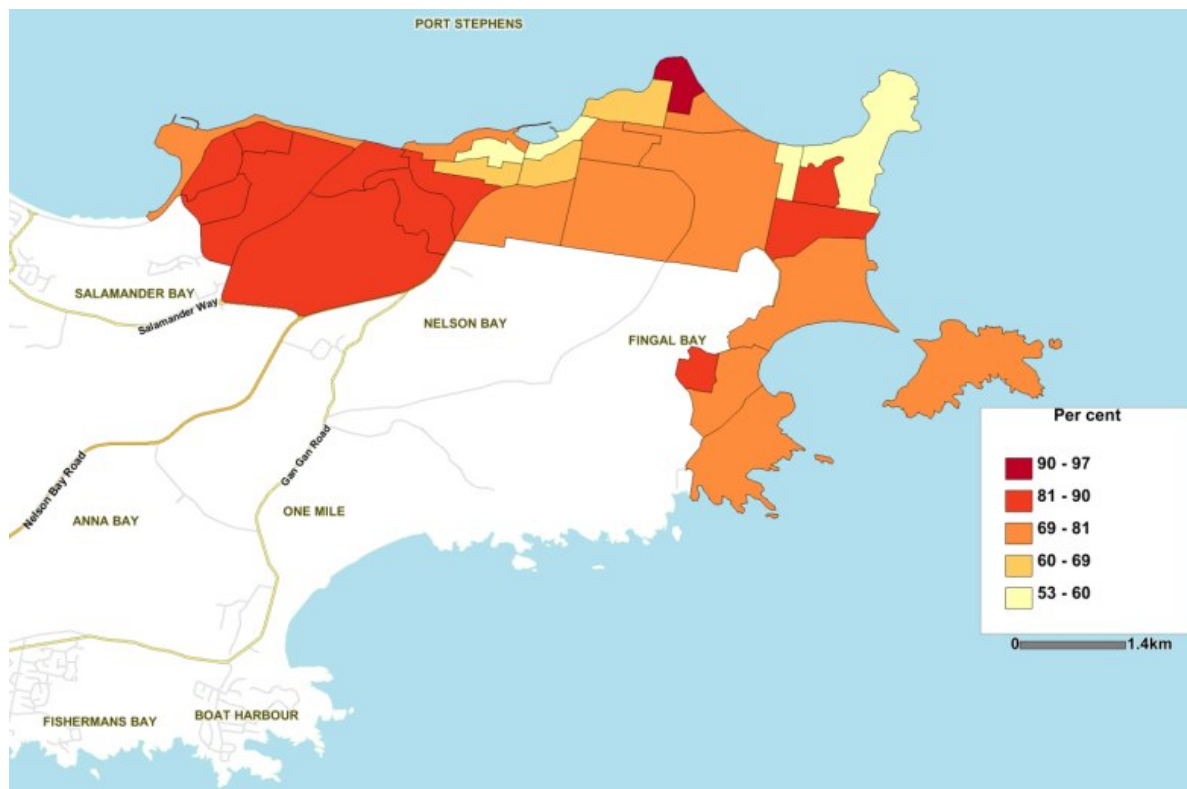 PORT STEPHENS
SALAMANDER BAY
Salamander Way
NELSON BAY
FINGAL BAY
Per cent
90 - 97
81 - 90
69 - 81
60 - 69
53 - 60
Gan Gan Road
Nelson Bay Road
ANNA BAY
ONE MILE
0 1.4km
FISHERMANS BAY
BOAT HARBOUR